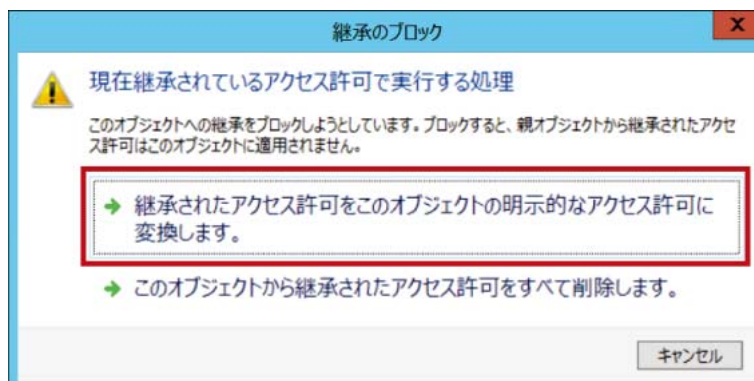 継承のブロック
X
現在継承されているアクセス許可で実行する処理
このオブジェクトへの継承をブロックしようとしています。ブロックすると、親オブジェクトから継承されたアクセ
ス許可はこのオブジェクトに適用されません。
継承されたアクセス許可をこのオブジェクトの明示的なアクセス許可に
変換します。
このオブジェクトから継承されたアクセス許可をすべて削除します。
キャンセル